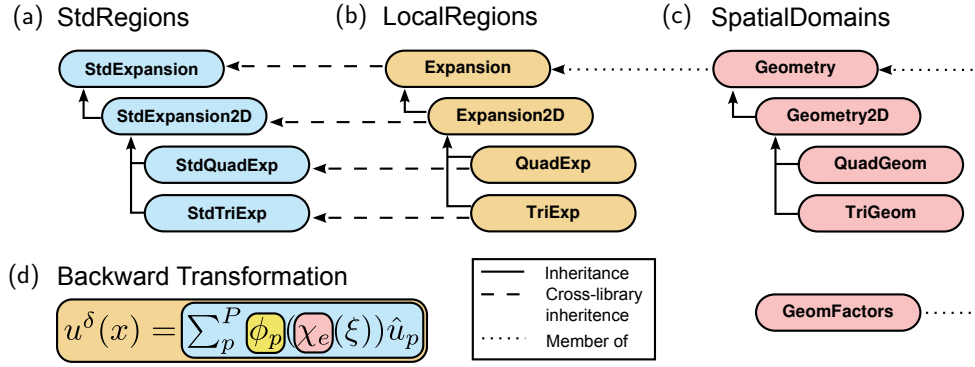 (a) StdRegions
(b) LocalRegions
(c) SpatialDomains
StdExpansion
Expansion
Geometry
StdExpansion2D
Expansion2D
Geometry2D
StdQuadExp
QuadExp
QuadGeom
StdTriExp
TriExp
TriGeom
(d) Backward Transformation
u^δ(x) = ∑_p^P ϕ_p(χ_e(ξ))û_p
Inheritance
Cross-library
inheritence
Member of
GeomFactors